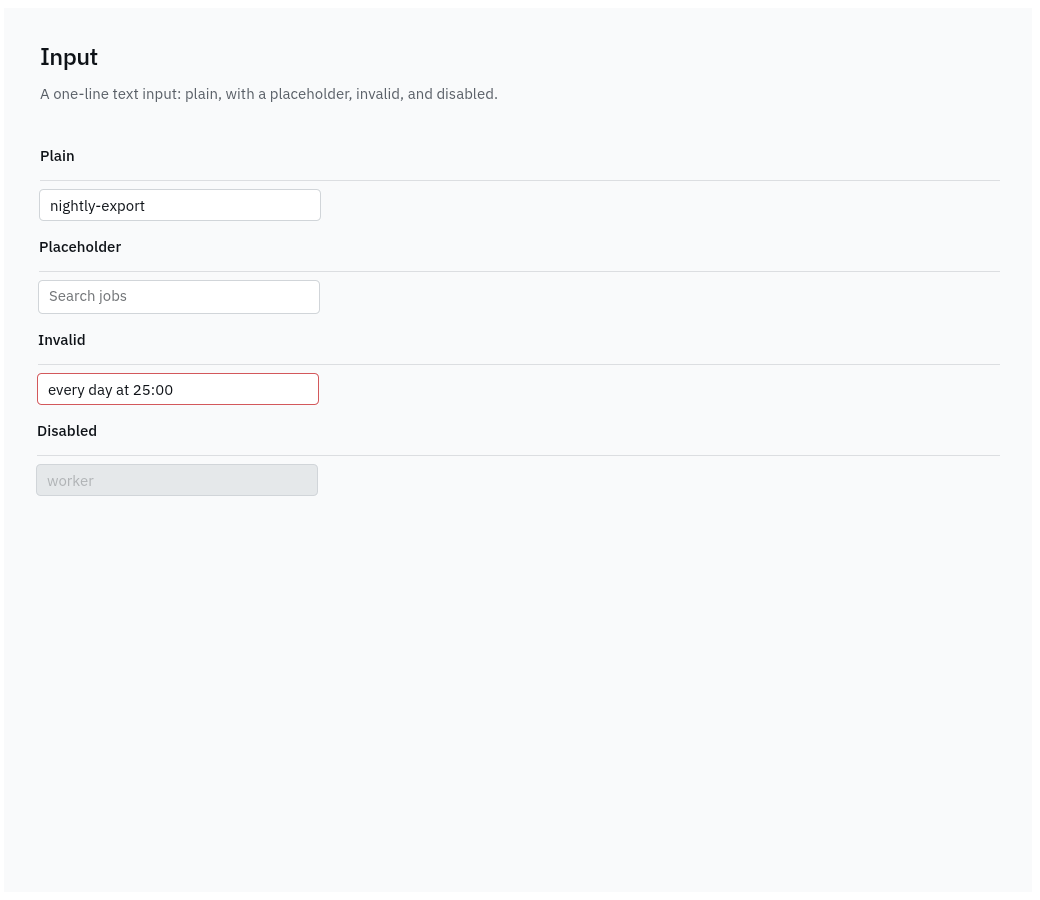 Input
A one-line text input: plain, with a placeholder, invalid, and disabled.
Plain
nightly-export
Placeholder
Search jobs
Invalid
every day at 25:00
Disabled
worker